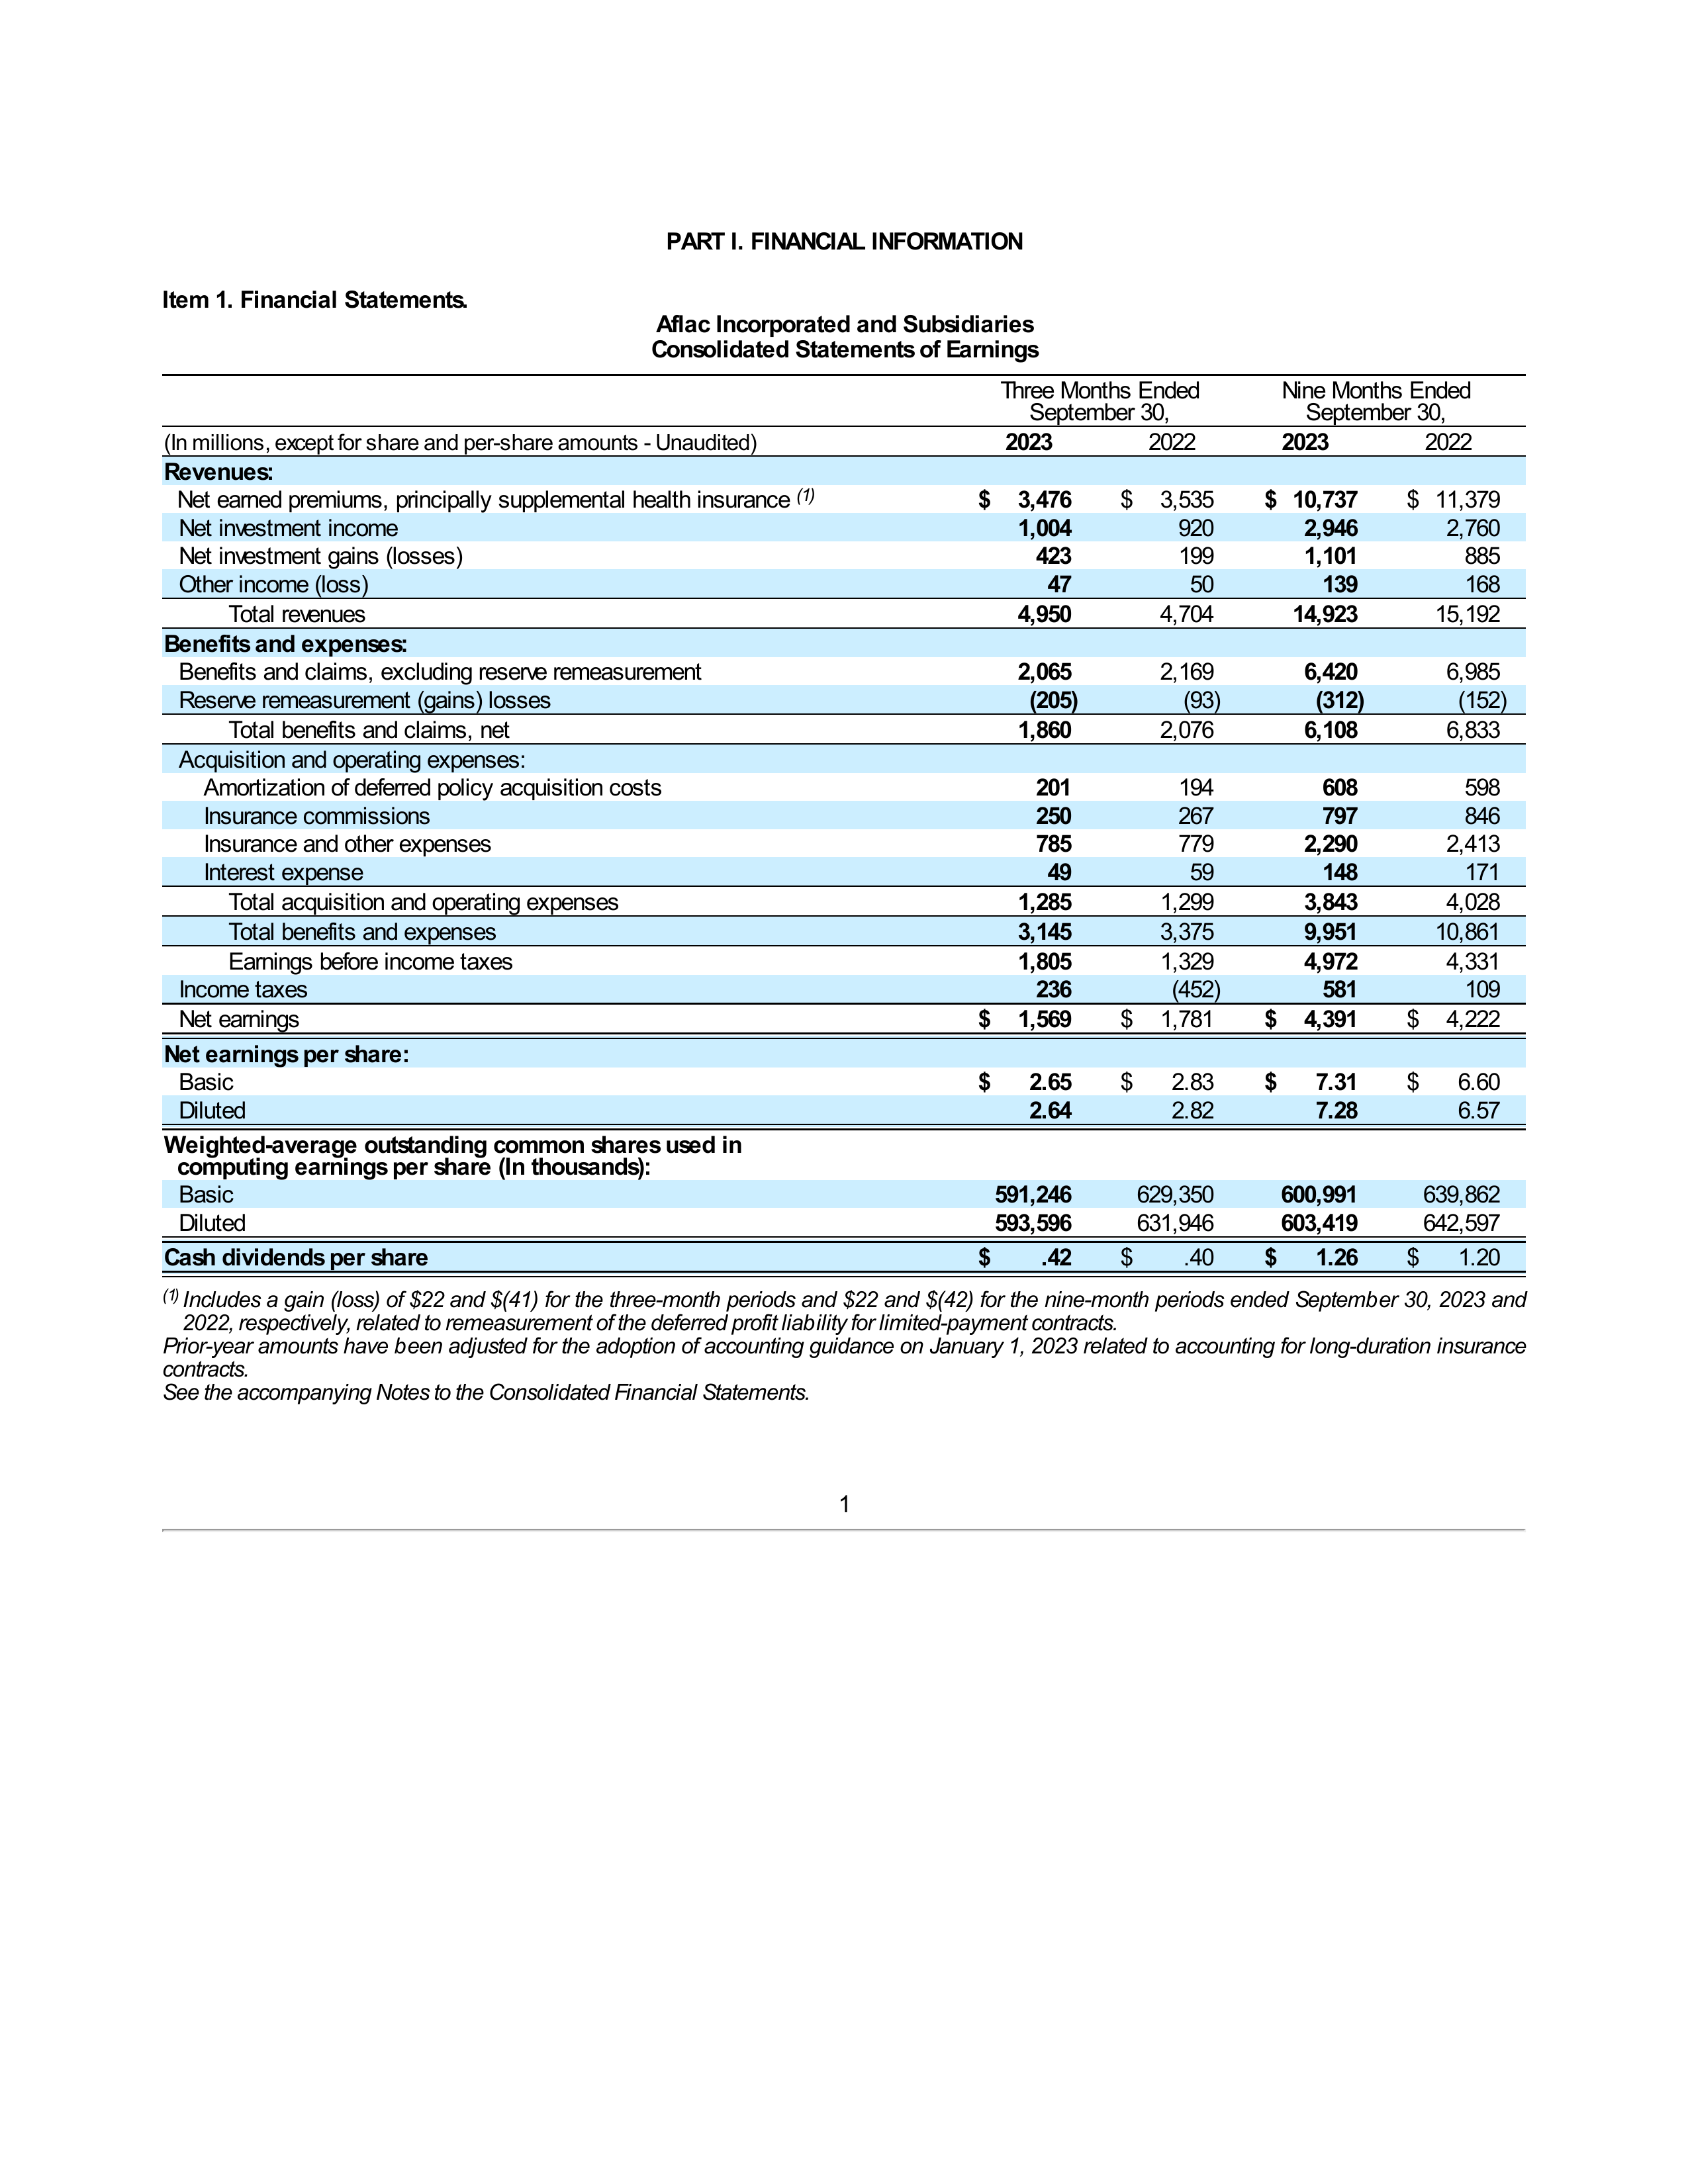 PART I. FINANCIAL INFORMATION
Item 1. Financial Statements.
Aflac Incorporated and Subsidiaries
Consolidated Statements of Earnings
Three Months Ended September 30, Nine Months Ended September 30,
(In millions, except for share and per-share amounts - Unaudited) 2023 2022 2023 2022
Revenues:
Net earned premiums, principally supplemental health insurance (1) $ 3,476 $ 3,535 $ 10,737 $ 11,379
Net investment income 1,004 920 2,946 2,760
Net investment gains (losses) 423 199 1,101 885
Other income (loss) 47 50 139 168
Total revenues 4,950 4,704 14,923 15,192
Benefits and expenses:
Benefits and claims, excluding reserve remeasurement 2,065 2,169 6,420 6,985
Reserve remeasurement (gains) losses (205) (93) (312) (152)
Total benefits and claims, net 1,860 2,076 6,108 6,833
Acquisition and operating expenses:
Amortization of deferred policy acquisition costs 201 194 608 598
Insurance commissions 250 267 797 846
Insurance and other expenses 785 779 2,290 2,413
Interest expense 49 59 148 171
Total acquisition and operating expenses 1,285 1,299 3,843 4,028
Total benefits and expenses 3,145 3,375 9,951 10,861
Earnings before income taxes 1,805 1,329 4,972 4,331
Income taxes 236 (452) 581 109
Net earnings $ 1,569 $ 1,781 $ 4,391 $ 4,222
Net earnings per share:
Basic $ 2.65 $ 2.83 $ 7.31 $ 6.60
Diluted 2.64 2.82 7.28 6.57
Weighted-average outstanding common shares used in
computing earnings per share (In thousands):
Basic 591,246 629,350 600,991 639,862
Diluted 593,596 631,946 603,419 642,597
Cash dividends per share $ .42 $ .40 $ 1.26 $ 1.20
(1) Includes a gain (loss) of $22 and $(41) for the three-month periods and $22 and $(42) for the nine-month periods ended September 30, 2023 and
2022, respectively, related to remeasurement of the deferred profit liability for limited-payment contracts.
Prior-year amounts have been adjusted for the adoption of accounting guidance on January 1, 2023 related to accounting for long-duration insurance
contracts.
See the accompanying Notes to the Consolidated Financial Statements.
1